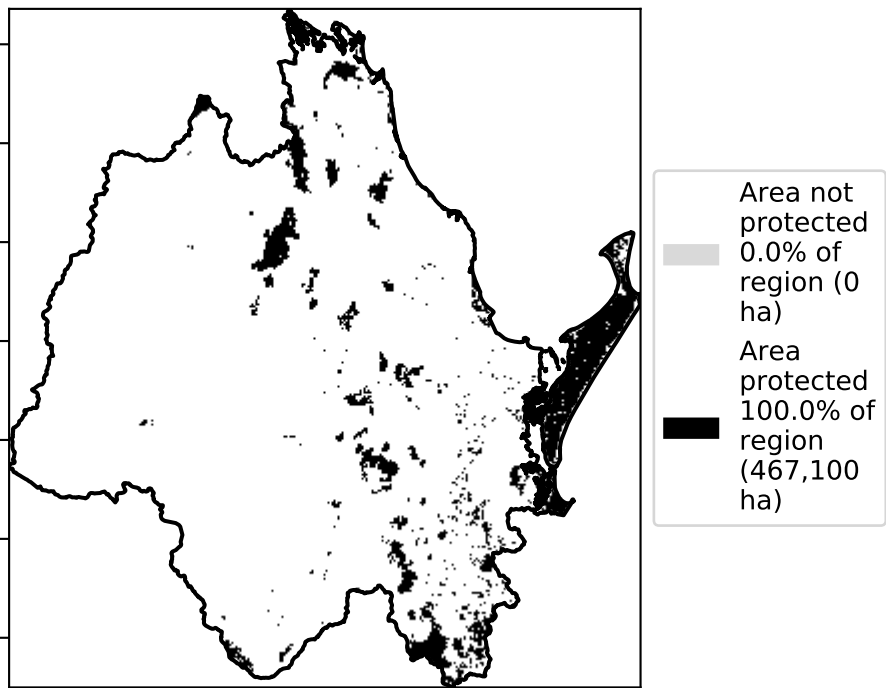 Area not
protected
0.0% of
region (0
ha)
Area
protected
100.0% of
region
(467,100
ha)